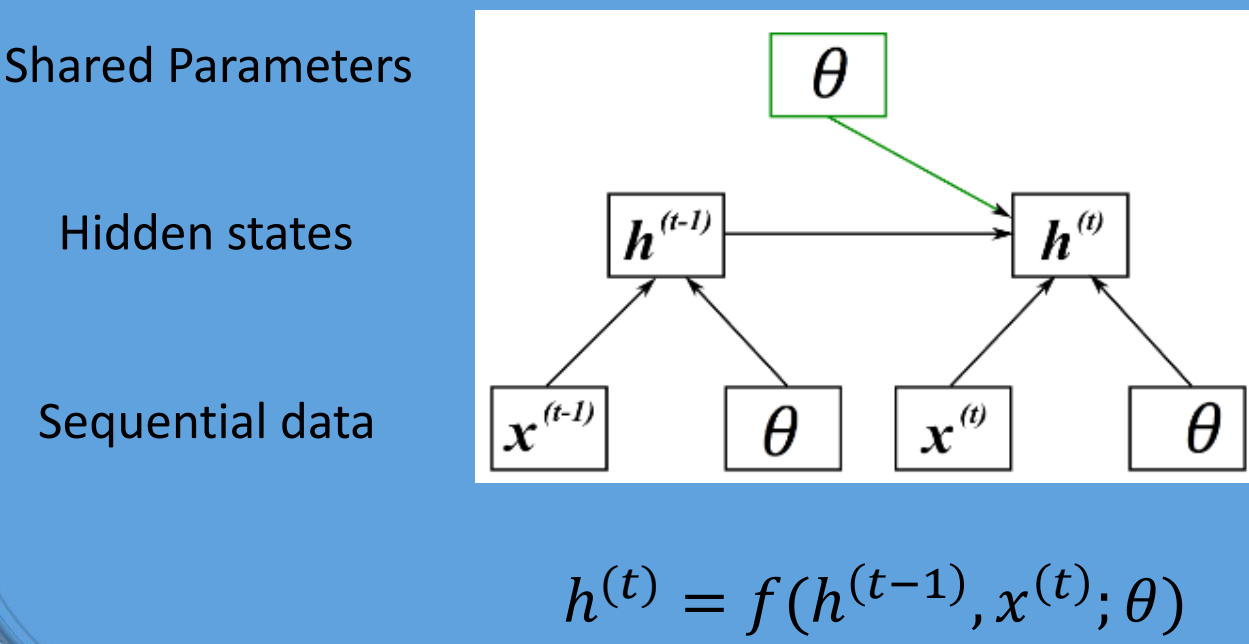 Shared Parameters
θ
Hidden states
h^(t-1)
h^(t)
Sequential data
x^(t-1)
θ
x^(t)
θ
h^(t) = f(h^(t−1), x^(t); θ)